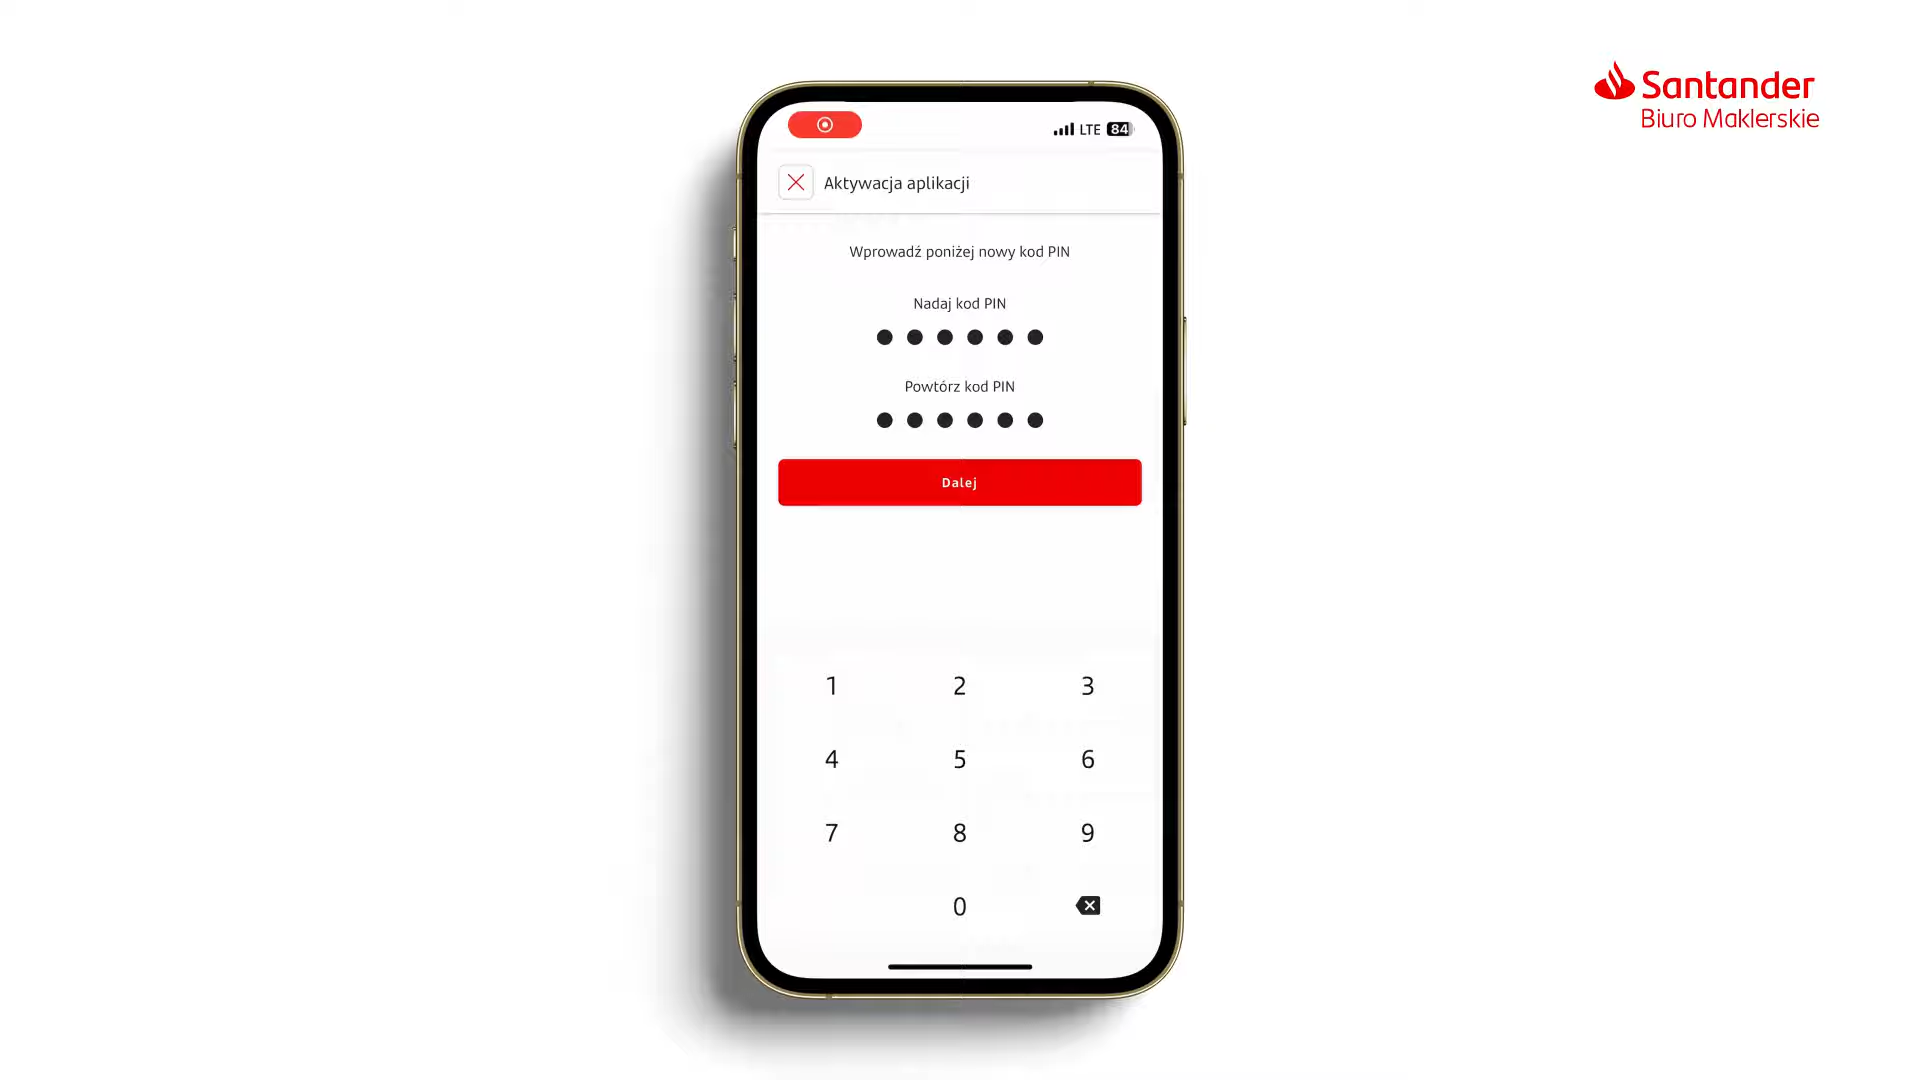 Santander
Biuro Maklerskie
LTE 84
Aktywacja aplikacji
Wprowadź poniżej nowy kod PIN
Nadaj kod PIN
Powtórz kod PIN
Dalej
1 2 3
4 5 6
7 8 9
0